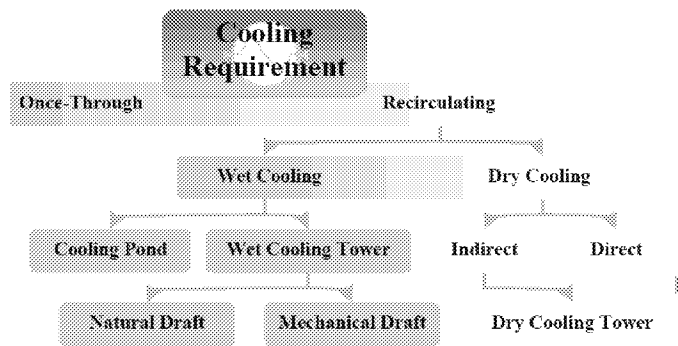 Cooling
Requirement
Once-Through Recirculating
Wet Cooling Dry Cooling
Cooling Pond Wet Cooling Tower Indirect Direct
Natural Draft Mechanical Draft Dry Cooling Tower